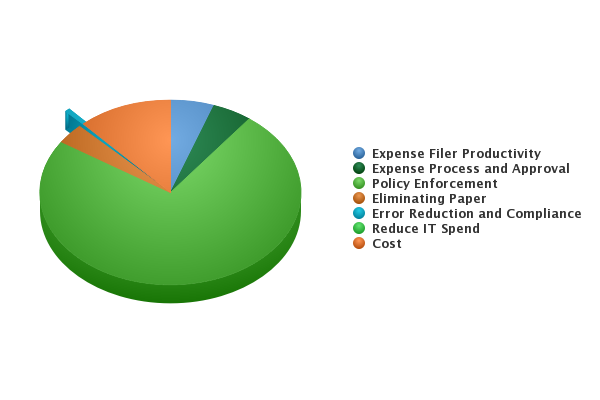 Expense Filer Productivity
Expense Process and Approval
Policy Enforcement
Eliminating Paper
Error Reduction and Compliance
Reduce IT Spend
Cost